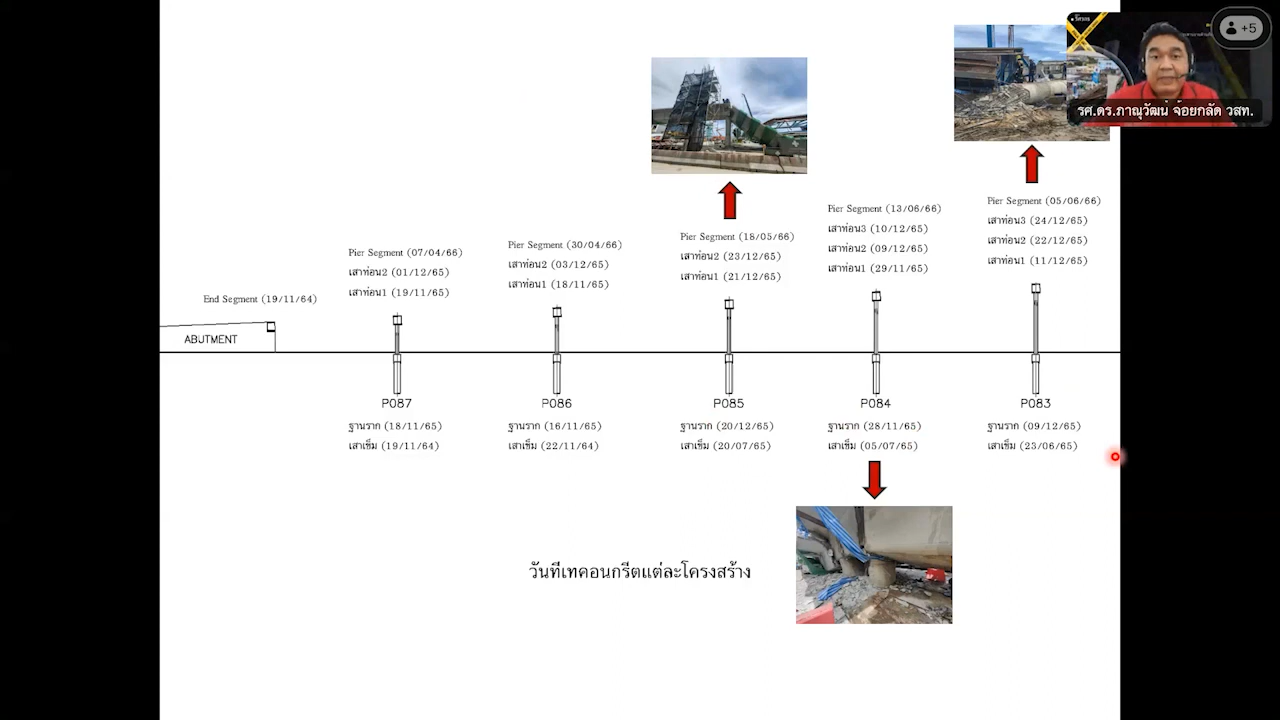 +5
รศ.ดร.ภาณุวัฒน์ จ้อยกลัด วสท.
End Segment (19/11/64)
ABUTMENT
Pier Segment (07/04/66)
เสาท่อน2 (01/12/65)
เสาท่อน1 (19/11/65)
Pier Segment (30/04/66)
เสาท่อน2 (03/12/65)
เสาท่อน1 (18/11/65)
Pier Segment (18/05/66)
เสาท่อน2 (23/12/65)
เสาท่อน1 (21/12/65)
Pier Segment (13/06/66)
เสาท่อน3 (10/12/65)
เสาท่อน2 (09/12/65)
เสาท่อน1 (29/11/65)
Pier Segment (05/06/66)
เสาท่อน3 (24/12/65)
เสาท่อน2 (22/12/65)
เสาท่อน1 (11/12/65)
P087
ฐานราก (18/11/65)
เสาเข็ม (19/11/64)
P086
ฐานราก (16/11/65)
เสาเข็ม (22/11/64)
P085
ฐานราก (20/12/65)
เสาเข็ม (20/07/65)
P084
ฐานราก (28/11/65)
เสาเข็ม (05/07/65)
P083
ฐานราก (09/12/65)
เสาเข็ม (23/06/65)
วันที่เทคอนกรีตแต่ละโครงสร้าง